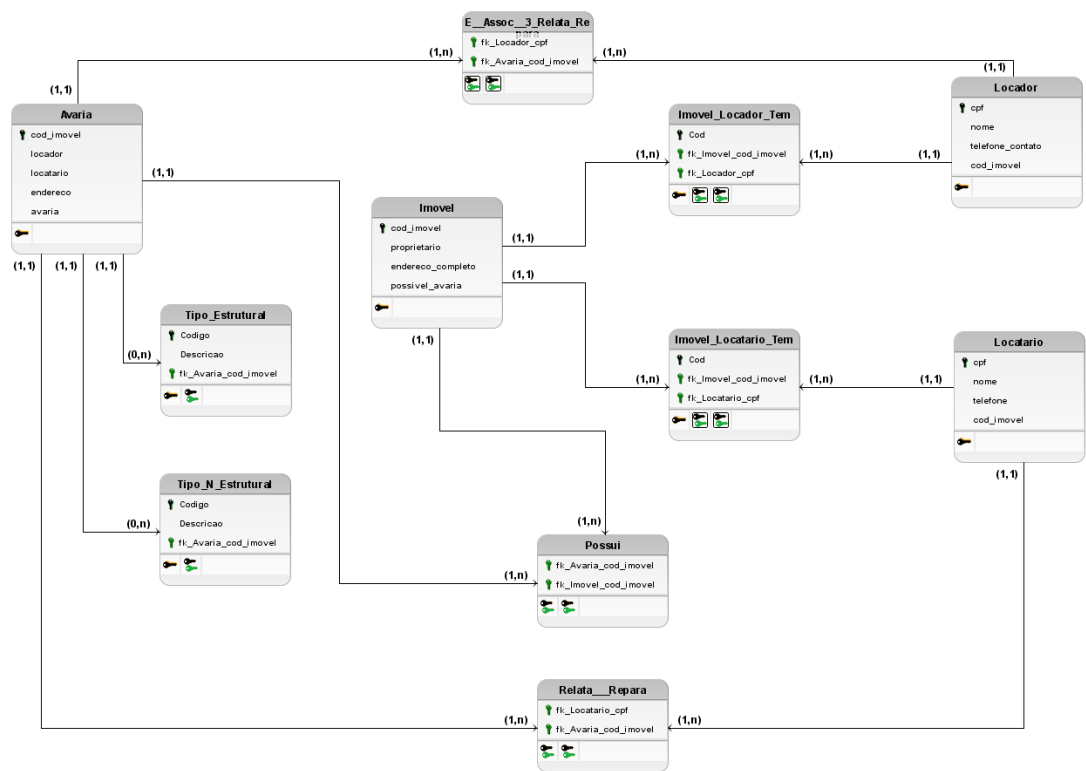 E__Assoc__3_Relata_Re
para
fk_Locador_cpf
fk_Avaria_cod_imovel
(1,n)
(1,n)
(1,1)
(1,1)
Avaria
cod_imovel
locador
locatario
endereco
avaria
(1,1)
(1,1)
(1,1)
(1,1)
Locador
cpf
nome
telefone_contato
cod_imovel
(1,1)
Imovel_Locador_Tem
Cod
fk_Imovel_cod_imovel
fk_Locador_cpf
(1,n)
(1,n)
Imovel
cod_imovel
proprietario
endereco_completo
possivel_avaria
(1,1)
(1,1)
(1,1)
Tipo_Estrutural
Codigo
Descricao
fk_Avaria_cod_imovel
(0,n)
Imovel_Locatario_Tem
Cod
fk_Imovel_cod_imovel
fk_Locatario_cpf
(1,n)
(1,n)
(1,1)
Locatario
cpf
nome
telefone
cod_imovel
(1,1)
Tipo_N_Estrutural
Codigo
Descricao
fk_Avaria_cod_imovel
(0,n)
(1,n)
Possui
fk_Avaria_cod_imovel
fk_Imovel_cod_imovel
(1,n)
Relata___Repara
fk_Locatario_cpf
fk_Avaria_cod_imovel
(1,n)
(1,n)